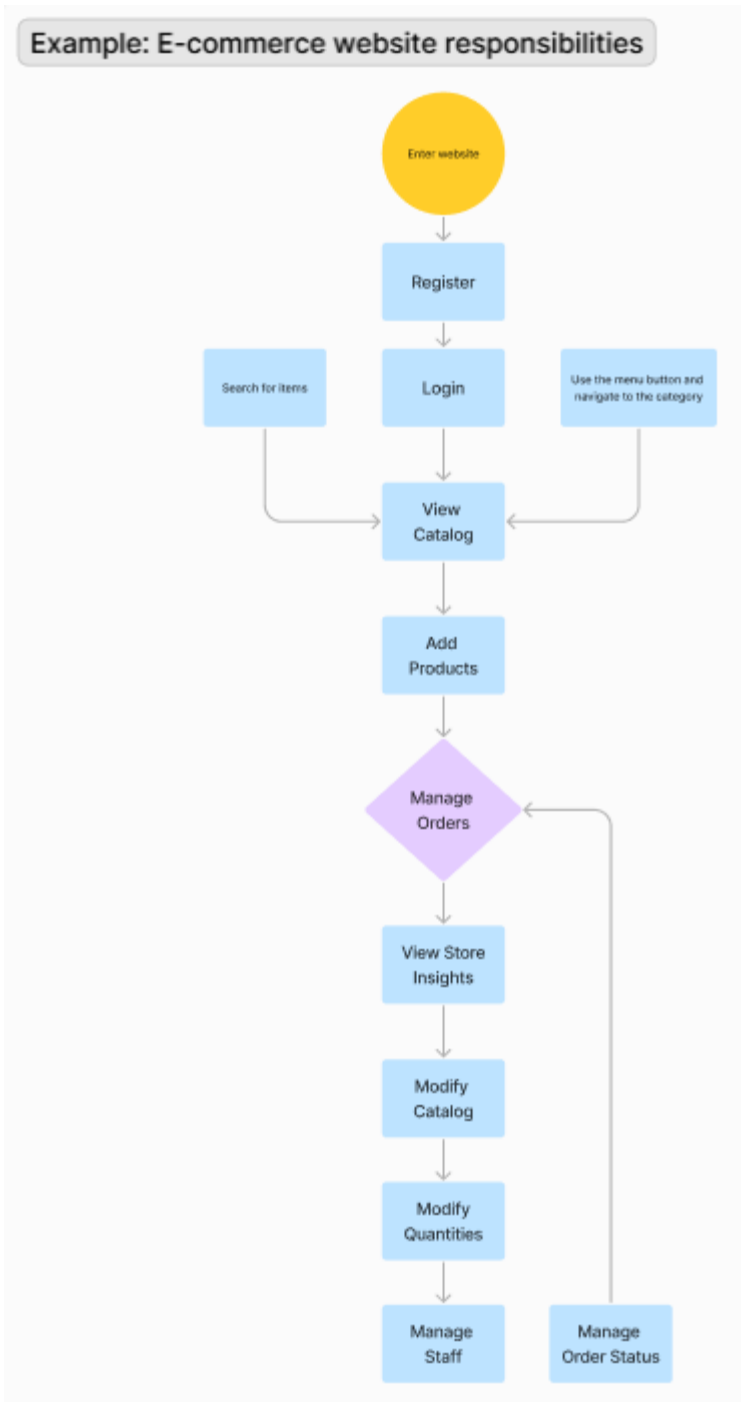 Example: E-commerce website responsibilities
Enter website
Register
Search for items
Login
Use the menu button and
navigate to the category
View
Catalog
Add
Products
Manage
Orders
View Store
Insights
Modify
Catalog
Modify
Quantities
Manage
Staff
Manage
Order Status